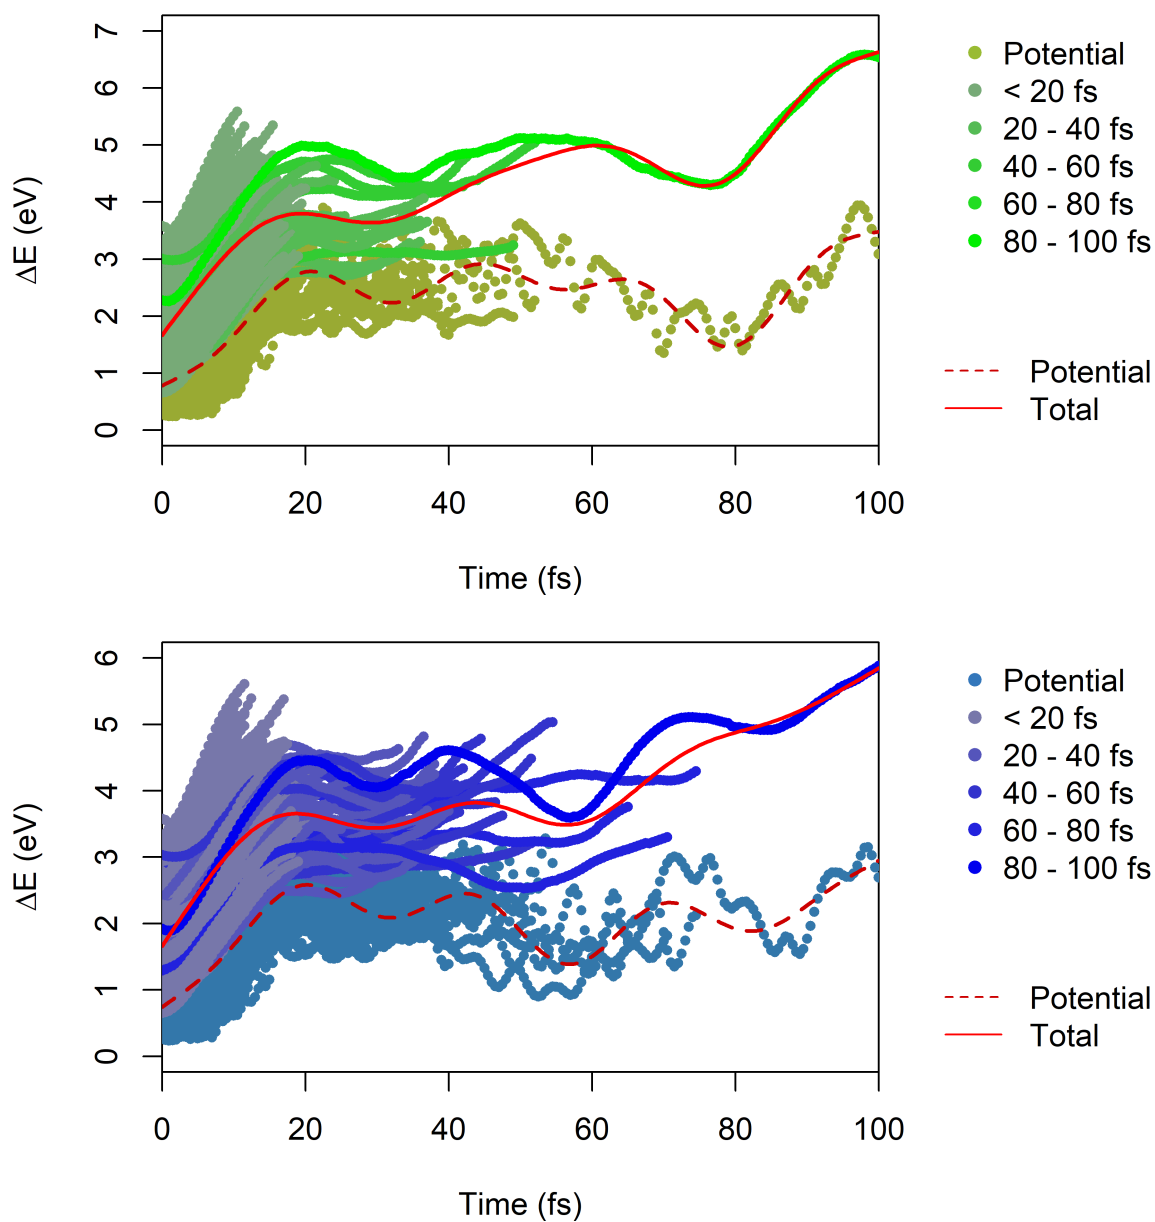 7
6
5
4
3
2
1
0
ΔE (eV)
0 20 40 60 80 100
Time (fs)
Potential
< 20 fs
20 - 40 fs
40 - 60 fs
60 - 80 fs
80 - 100 fs
Potential
Total
6
5
4
3
2
1
0
ΔE (eV)
0 20 40 60 80 100
Time (fs)
Potential
< 20 fs
20 - 40 fs
40 - 60 fs
60 - 80 fs
80 - 100 fs
Potential
Total